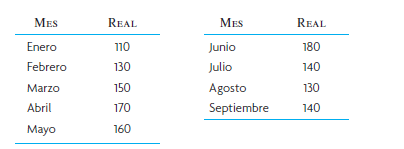 MES REAL
Enero 110
Febrero 130
Marzo 150
Abril 170
Mayo 160
MES REAL
Junio 180
Julio 140
Agosto 130
Septiembre 140